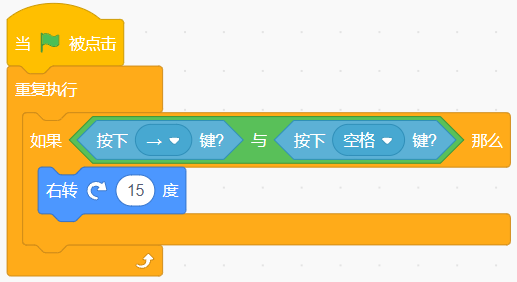 当 被点击
重复执行
如果 按下 → 键? 与 按下 空格 键? 那么
右转 15 度